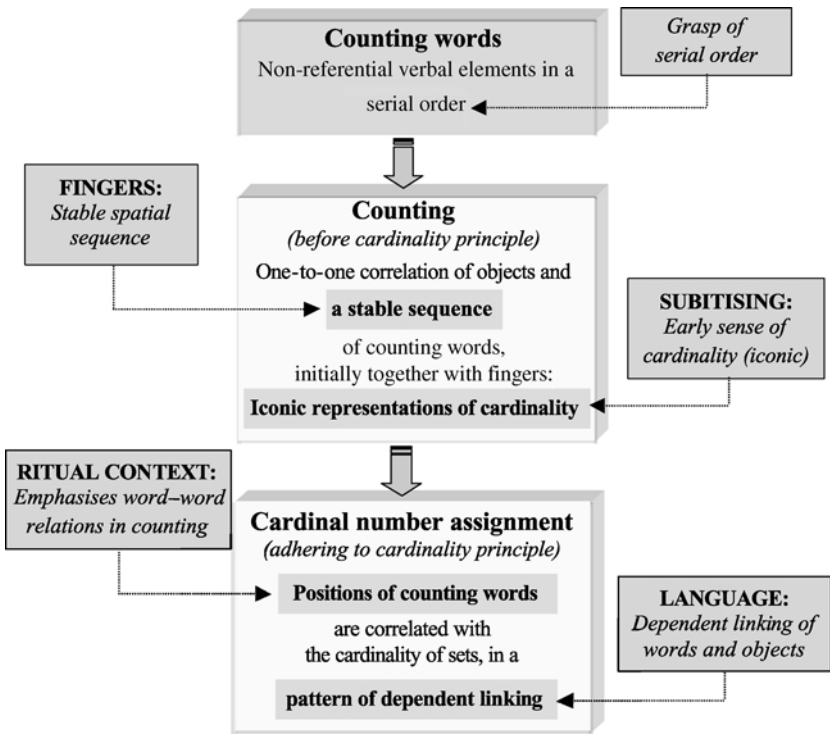 Counting words
Non-referential verbal elements in a
serial order
Grasp of
serial order
FINGERS:
Stable spatial
sequence
Counting
(before cardinality principle)
One-to-one correlation of objects and
a stable sequence
of counting words,
initially together with fingers:
Iconic representations of cardinality
SUBITISING:
Early sense of
cardinality (iconic)
RITUAL CONTEXT:
Emphasises word–word
relations in counting
Cardinal number assignment
(adhering to cardinality principle)
Positions of counting words
are correlated with
the cardinality of sets, in a
pattern of dependent linking
LANGUAGE:
Dependent linking of
words and objects